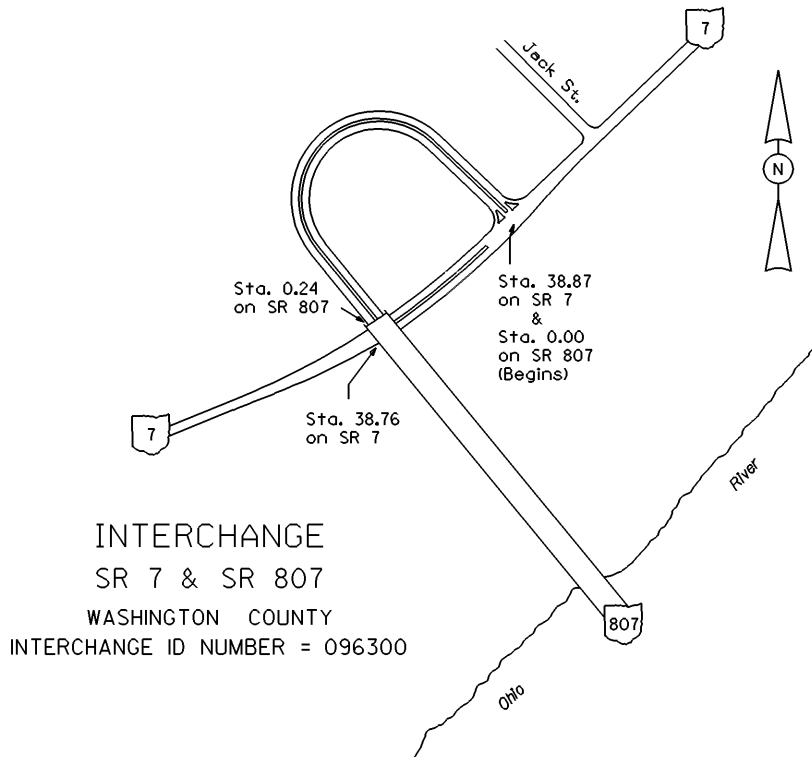 7
Jack St.
N
Sta. 0.24
on SR 807
Sta. 38.87
on SR 7
&
Sta. 0.00
on SR 807
(Begins)
7
Sta. 38.76
on SR 7
River
INTERCHANGE
SR 7 & SR 807
WASHINGTON COUNTY
INTERCHANGE ID NUMBER = 096300
807
Ohio